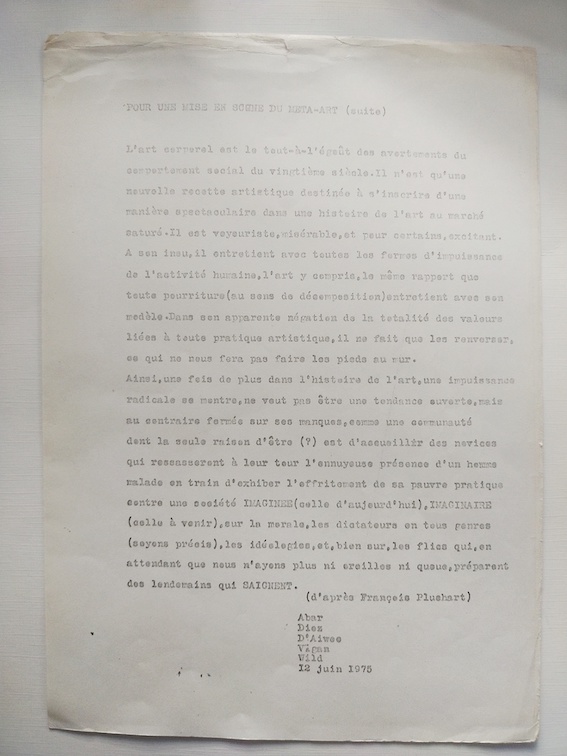 POUR UNE MISE EN SCENE DU META-ART (suite)
L'art corporel est le tout-à-l'égoût des avortements du
comportement social du vingtième siècle.Il n'est qu'une
nouvelle recette artistique destinée à s'inscrire d'une
manière spectaculaire dans une histoire de l'art au marché
saturé.Il est voyeuriste,misérable,et pour certains,excitant.
A son insu,il entretient avec toutes les formes d'impuissance
de l'activité humaine,l'art y compris,le même rapport que
toute pourriture(au sens de décomposition)entretient avec son
modèle.Dans son apparente négation de la totalité des valeurs
liées à toute pratique artistique,il ne fait que les renverser,
ce qui ne nous fera pas faire les pieds au mur.
Ainsi,une fois de plus dans l'histoire de l'art,une impuissance
radicale se montre,ne veut pas être une tendance ouverte,mais
au contraire fermée sur ses manques,comme une communauté
dont la seule raison d'être (?) est d'accueillir des novices
qui ressasseront à leur tour l'ennuyeuse présence d'un homme
malade en train d'exhiber l'effritement de sa pauvre pratique
contre une société IMAGINEE(celle d'aujourd'hui),IMAGINAIRE
(celle à venir),sur la morale,les dictateurs en tous genres
(soyons précis),les idéologies,et,bien sur,les flics qui,en
attendant que nous n'ayons plus ni oreilles ni queue,préparent
des lendemains qui SAIGNENT.
(d'après François Pluchart)
Abar
Diez
D'Aiwee
Vägan
Wild
12 juin 1975